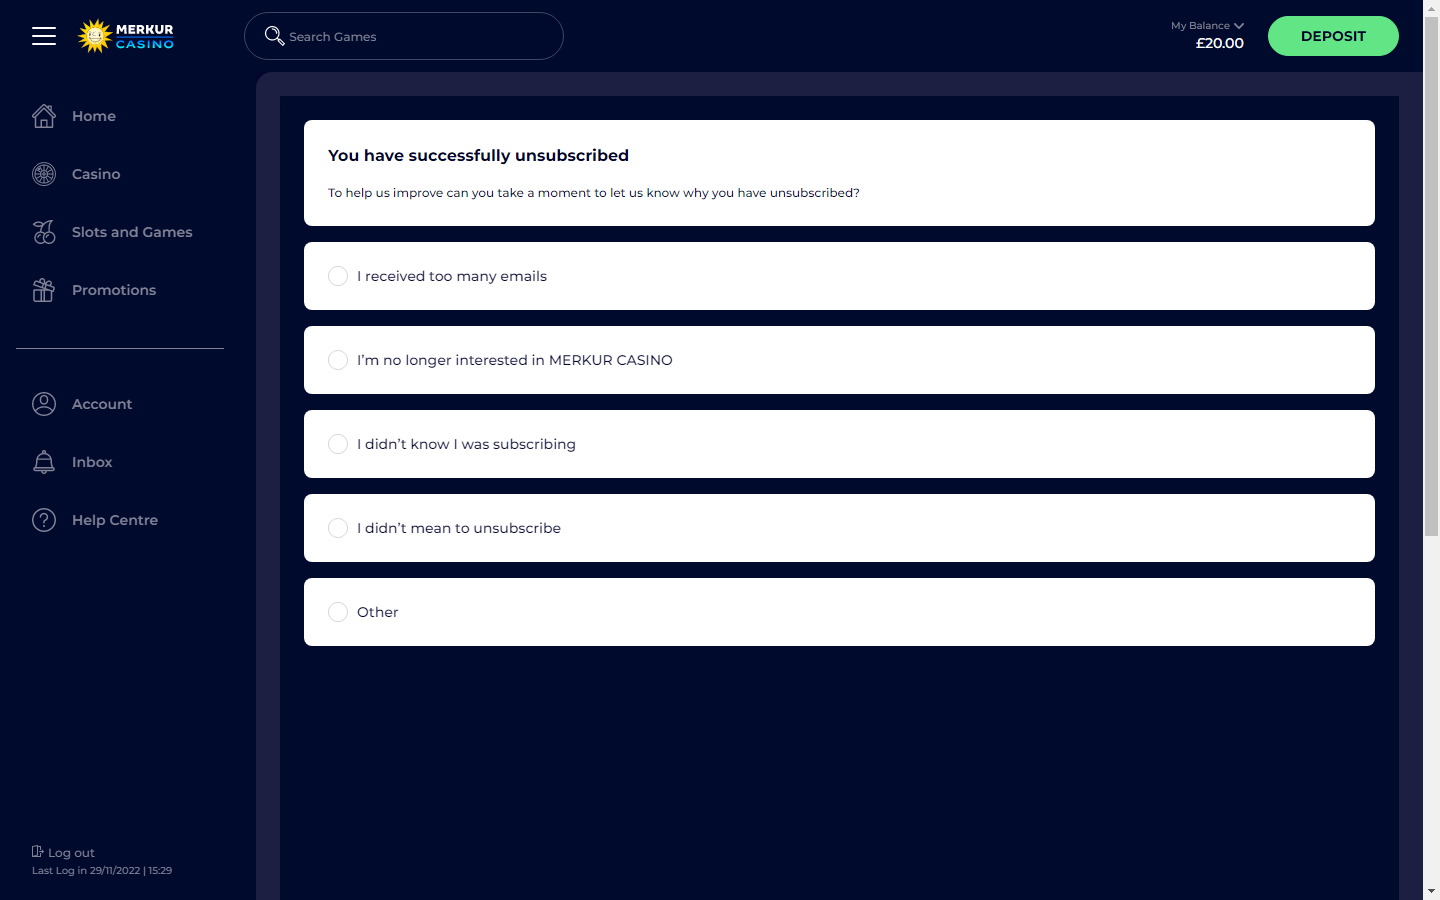 MERKUR
CASINO
Search Games
My Balance
£20.00
DEPOSIT
Home
Casino
Slots and Games
Promotions
Account
Inbox
Help Centre
Log out
Last Log in 29/11/2022 | 15:29
You have successfully unsubscribed
To help us improve can you take a moment to let us know why you have unsubscribed?
I received too many emails
I’m no longer interested in MERKUR CASINO
I didn’t know I was subscribing
I didn’t mean to unsubscribe
Other